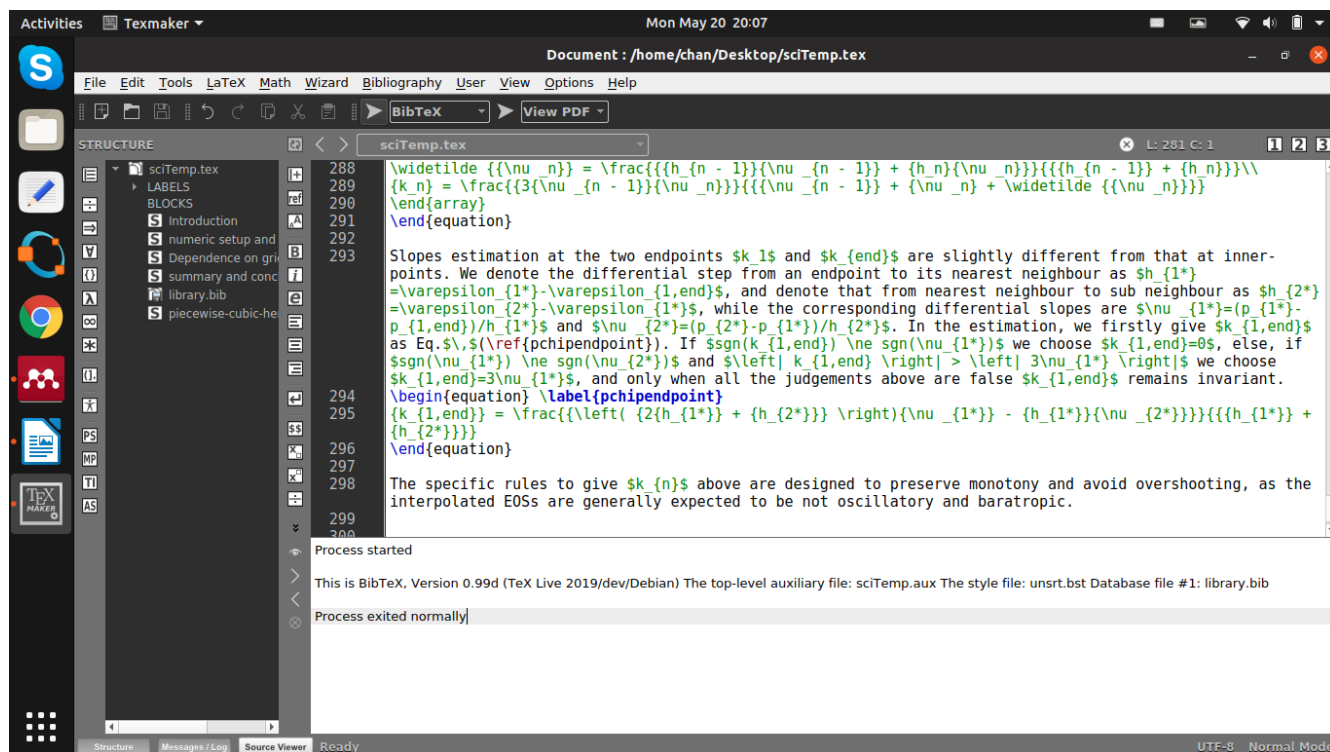 Activities Texmaker Mon May 20 20:07
Document : /home/chan/Desktop/sciTemp.tex
File Edit Tools LaTeX Math Wizard Bibliography User View Options Help
BibTeX View PDF
STRUCTURE sciTemp.tex L: 281 C: 1 1 2 3
sciTemp.tex
LABELS
BLOCKS
Introduction
numeric setup and
Dependence on gri
summary and conc
library.bib
piecewise-cubic-he
288 \widetilde {{\nu _n}} = \frac{{{h_{n - 1}}{\nu _{n - 1}} + {h_n}{\nu _n}}}{{{h_{n - 1}} + {h_n}}}\\
289 {k_n} = \frac{{3{\nu _{n - 1}}{\nu _n}}}{{{\nu _{n - 1}} + {\nu _n} + \widetilde {{\nu _n}}}}
290 \end{array}
291 \end{equation}
292
293 Slopes estimation at the two endpoints $k_1$ and $k_{end}$ are slightly different from that at inner-
points. We denote the differential step from an endpoint to its nearest neighbour as $h_{1*}
=\varepsilon_{1*}-\varepsilon_{1,end}$, and denote that from nearest neighbour to sub neighbour as $h_{2*}
=\varepsilon_{2*}-\varepsilon_{1*}$, while the corresponding differential slopes are $\nu _{1*}=(p_{1*}-
p_{1,end})/h_{1*}$ and $\nu _{2*}=(p_{2*}-p_{1*})/h_{2*}$. In the estimation, we firstly give $k_{1,end}$
as Eq.$\,$(\ref{pchipendpoint}). If $sgn(k_{1,end}) \ne sgn(\nu_{1*})$ we choose $k_{1,end}=0$, else, if
$sgn(\nu_{1*}) \ne sgn(\nu_{2*})$ and $\left| k_{1,end} \right| > \left| 3\nu_{1*} \right|$ we choose
$k_{1,end}=3\nu_{1*}$, and only when all the judgements above are false $k_{1,end}$ remains invariant.
294 \begin{equation} \label{pchipendpoint}
295 {k_{1,end}} = \frac{{\left( {2{h_{1*}} + {h_{2*}}} \right){\nu _{1*}} - {h_{1*}}{\nu _{2*}}}}{{{h_{1*}} +
{h_{2*}}}}
296 \end{equation}
297
298 The specific rules to give $k_{n}$ above are designed to preserve monotony and avoid overshooting, as the
interpolated EOSs are generally expected to be not oscillatory and baratropic.
299
300
Process started
This is BibTeX, Version 0.99d (TeX Live 2019/dev/Debian) The top-level auxiliary file: sciTemp.aux The style file: unsrt.bst Database file #1: library.bib
Process exited normally
Structure Messages / Log Source Viewer Ready UTF-8 Normal Mode